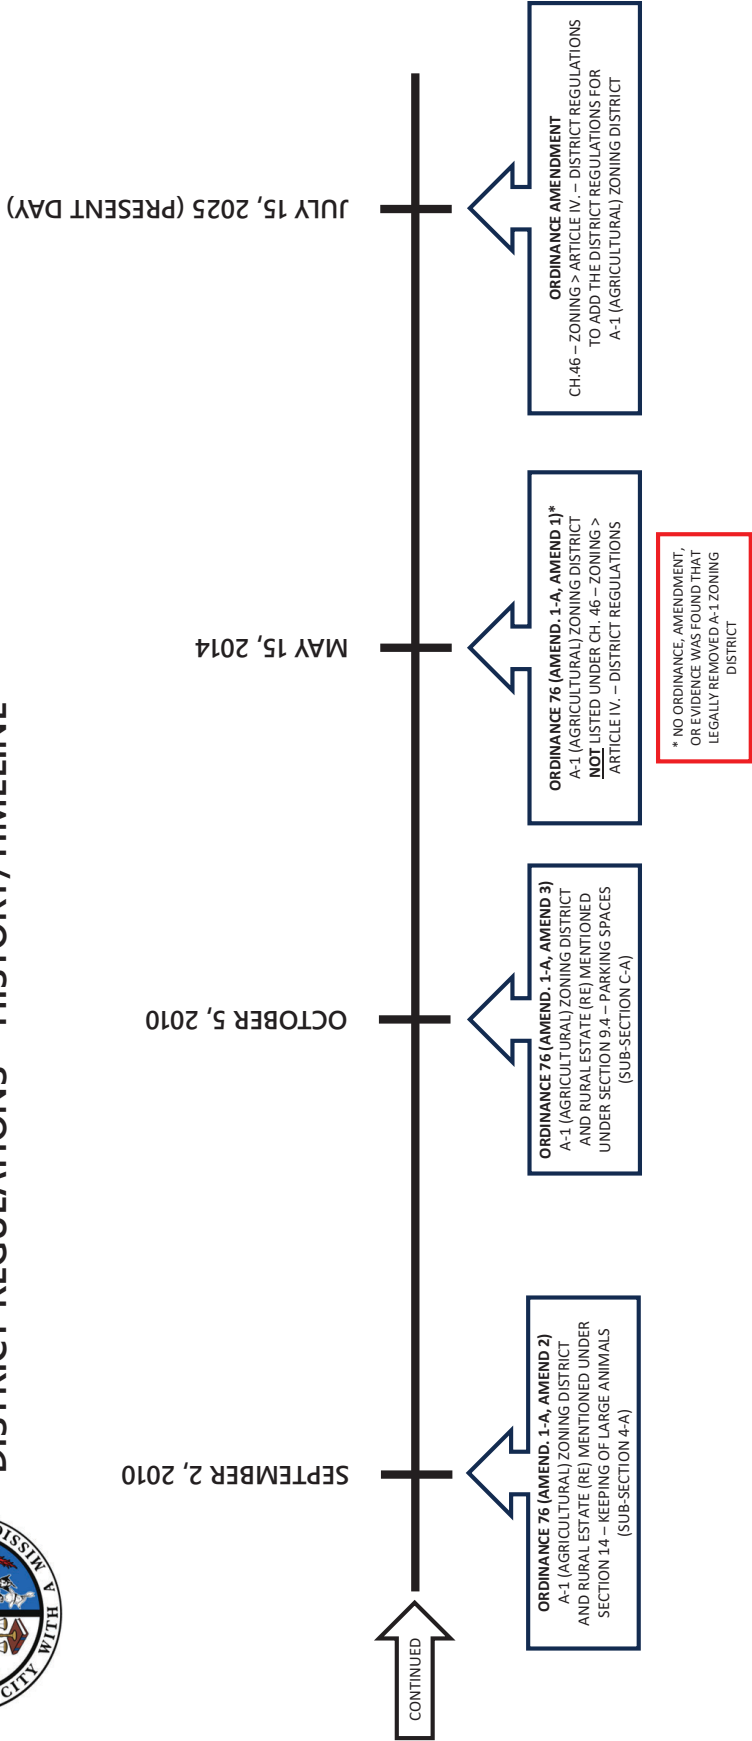 DISTRICT REGULATIONS
HISTORY/TIMELINE
A MISSI
CITY WITH
CONTINUED
SEPTEMBER 2, 2010
ORDINANCE 76 (AMEND. 1-A, AMEND 2)
A-1 (AGRICULTURAL) ZONING DISTRICT
AND RURAL ESTATE (RE) MENTIONED UNDER
SECTION 14 – KEEPING OF LARGE ANIMALS
(SUB-SECTION 4-A)
OCTOBER 5, 2010
ORDINANCE 76 (AMEND. 1-A, AMEND 3)
A-1 (AGRICULTURAL) ZONING DISTRICT
AND RURAL ESTATE (RE) MENTIONED
UNDER SECTION 9.4 – PARKING SPACES
(SUB-SECTION C-A)
MAY 15, 2014
ORDINANCE 76 (AMEND. 1-A, AMEND 1)*
A-1 (AGRICULTURAL) ZONING DISTRICT
NOT LISTED UNDER CH. 46 – ZONING >
ARTICLE IV. – DISTRICT REGULATIONS
* NO ORDINANCE, AMENDMENT,
OR EVIDENCE WAS FOUND THAT
LEGALLY REMOVED A-1 ZONING
DISTRICT
JULY 15, 2025 (PRESENT DAY)
ORDINANCE AMENDMENT
CH.46 – ZONING > ARTICLE IV. – DISTRICT REGULATIONS
TO ADD THE DISTRICT REGULATIONS FOR
A-1 (AGRICULTURAL) ZONING DISTRICT